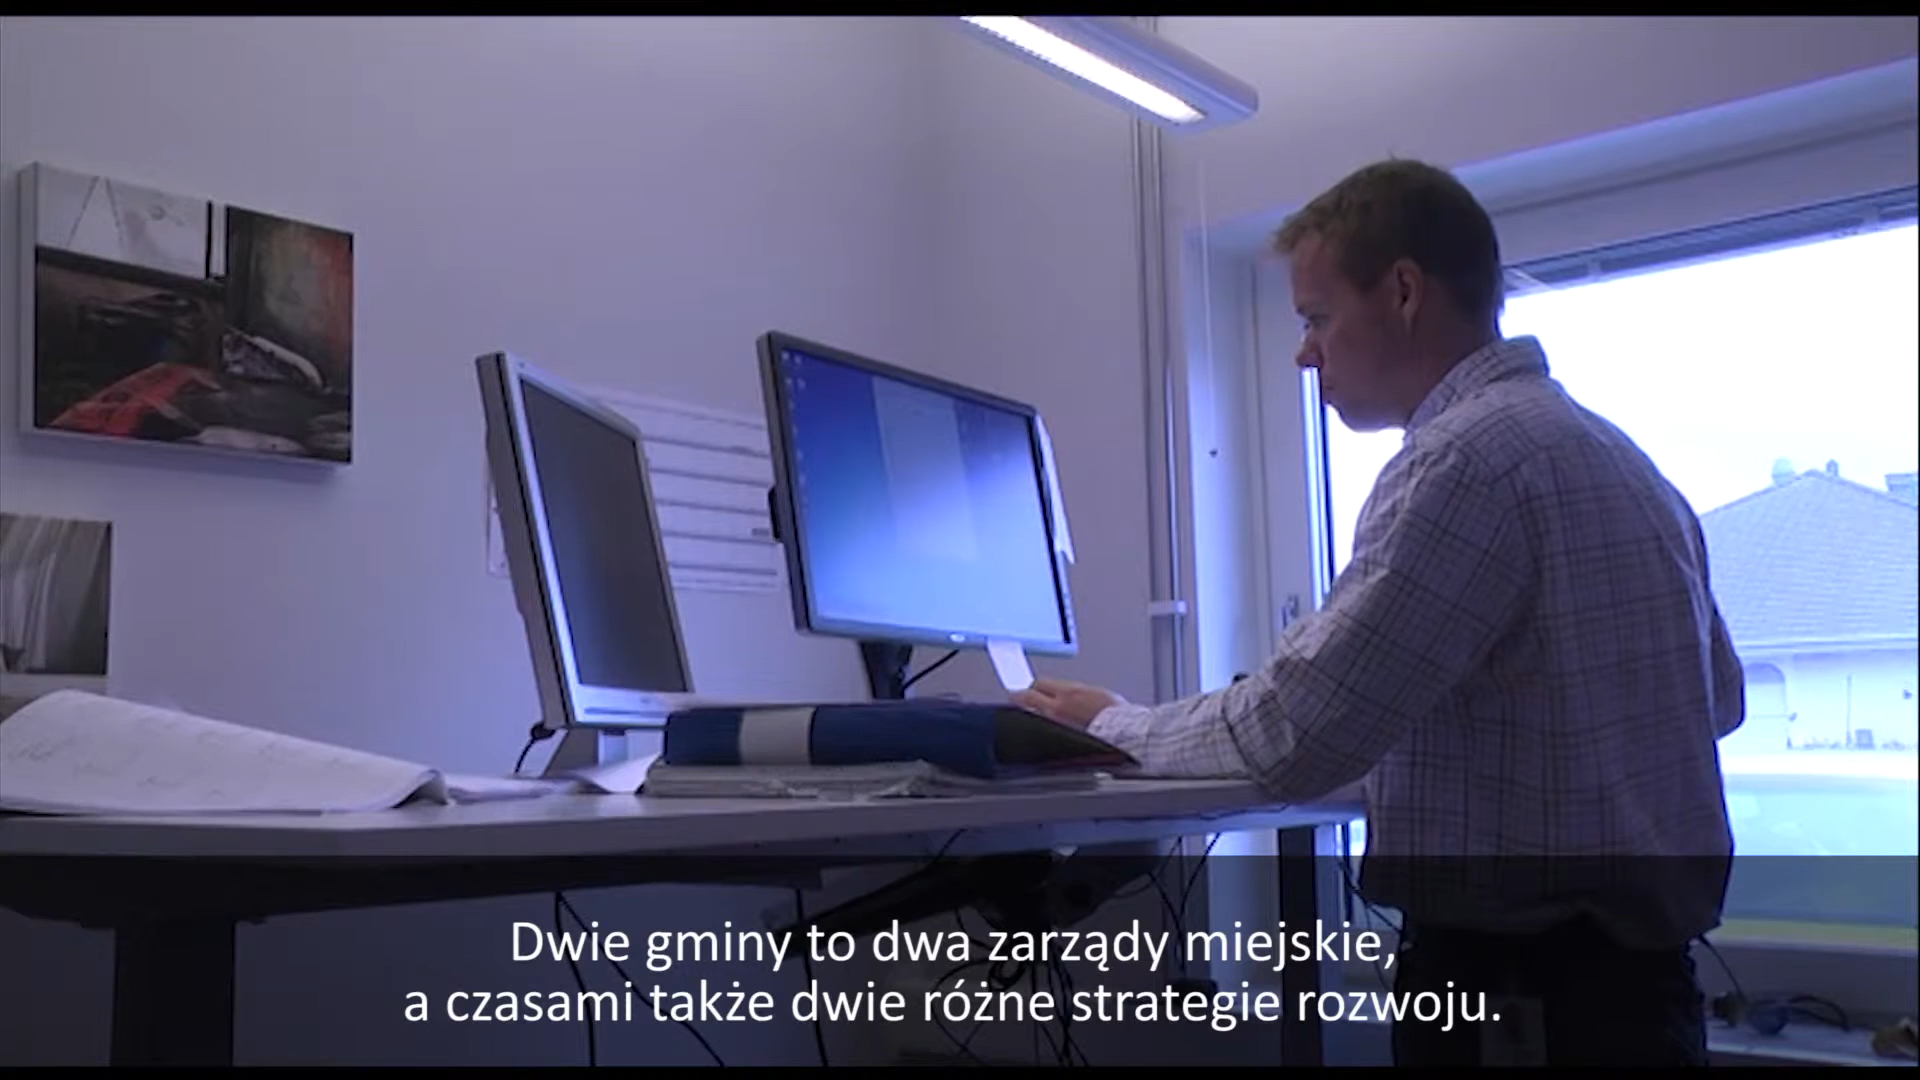 Dwie gminy to dwa zarządy miejskie,
a czasami także dwie różne strategie rozwoju.